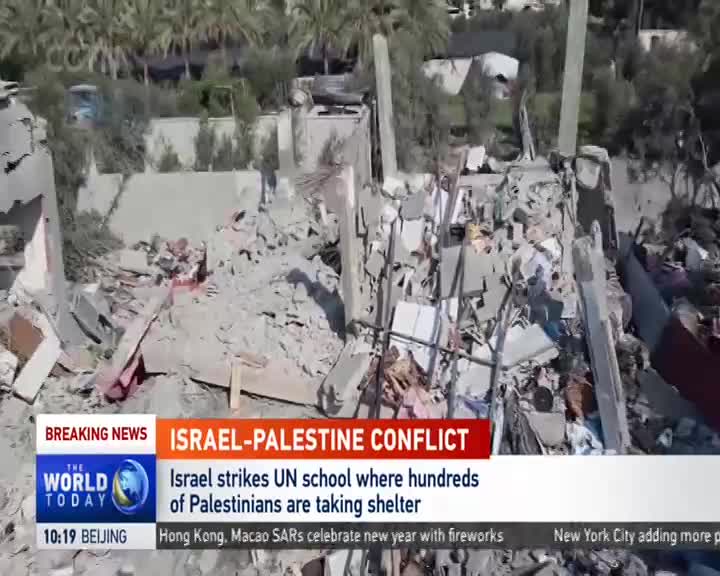 BREAKING NEWS
ISRAEL-PALESTINE CONFLICT
THE
WORLD
TODAY
Israel strikes UN school where hundreds
of Palestinians are taking shelter
10:19 BEIJING
Hong Kong, Macao SARs celebrate new year with fireworks
New York City adding more p